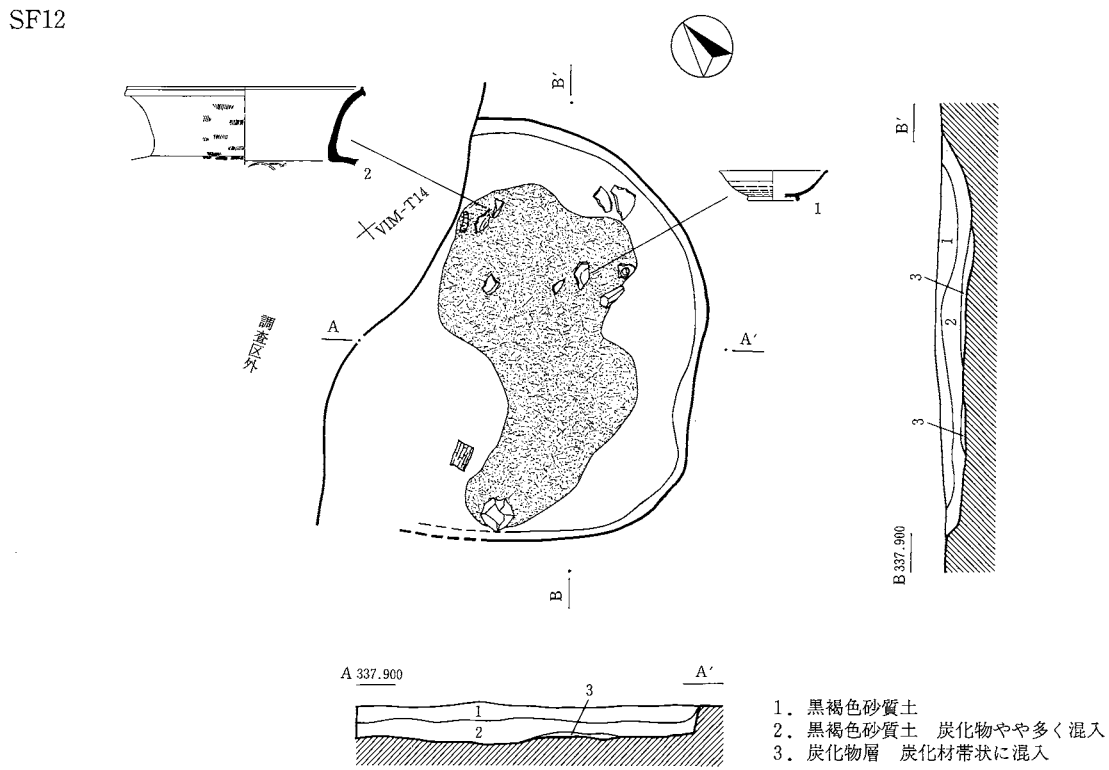 SF12
B′
2
VIM-T14
1
調査区外
A
A′
B
B′
1
3
2
3
B 337.900
A 337.900
A′
3
1
2
1. 黒褐色砂質土
2. 黒褐色砂質土 炭化物やや多く混入
3. 炭化物層 炭化材帯状に混入